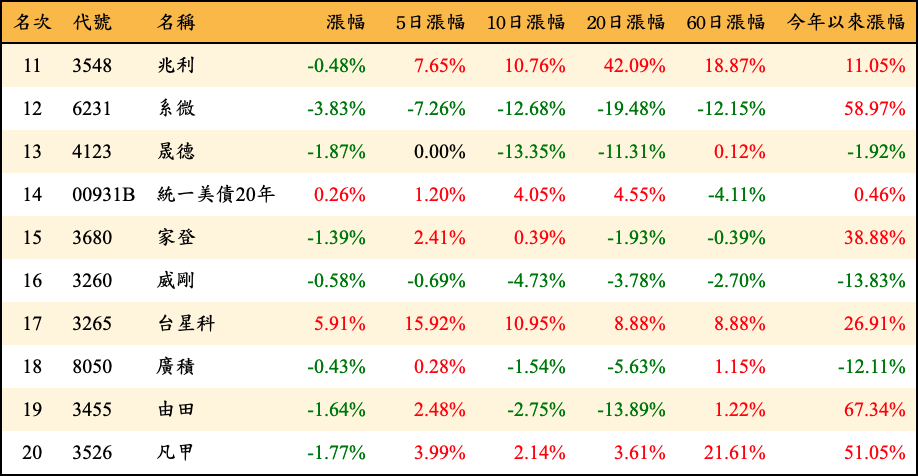 名次 代號 名稱 漲幅 5日漲幅 10日漲幅 20日漲幅 60日漲幅 今年以來漲幅
11 3548 兆利 -0.48% 7.65% 10.76% 42.09% 18.87% 11.05%
12 6231 系微 -3.83% -7.26% -12.68% -19.48% -12.15% 58.97%
13 4123 晟德 -1.87% 0.00% -13.35% -11.31% 0.12% -1.92%
14 00931B 統一美債20年 0.26% 1.20% 4.05% 4.55% -4.11% 0.46%
15 3680 家登 -1.39% 2.41% 0.39% -1.93% -0.39% 38.88%
16 3260 威剛 -0.58% -0.69% -4.73% -3.78% -2.70% -13.83%
17 3265 台星科 5.91% 15.92% 10.95% 8.88% 8.88% 26.91%
18 8050 廣積 -0.43% 0.28% -1.54% -5.63% 1.15% -12.11%
19 3455 由田 -1.64% 2.48% -2.75% -13.89% 1.22% 67.34%
20 3526 凡甲 -1.77% 3.99% 2.14% 3.61% 21.61% 51.05%